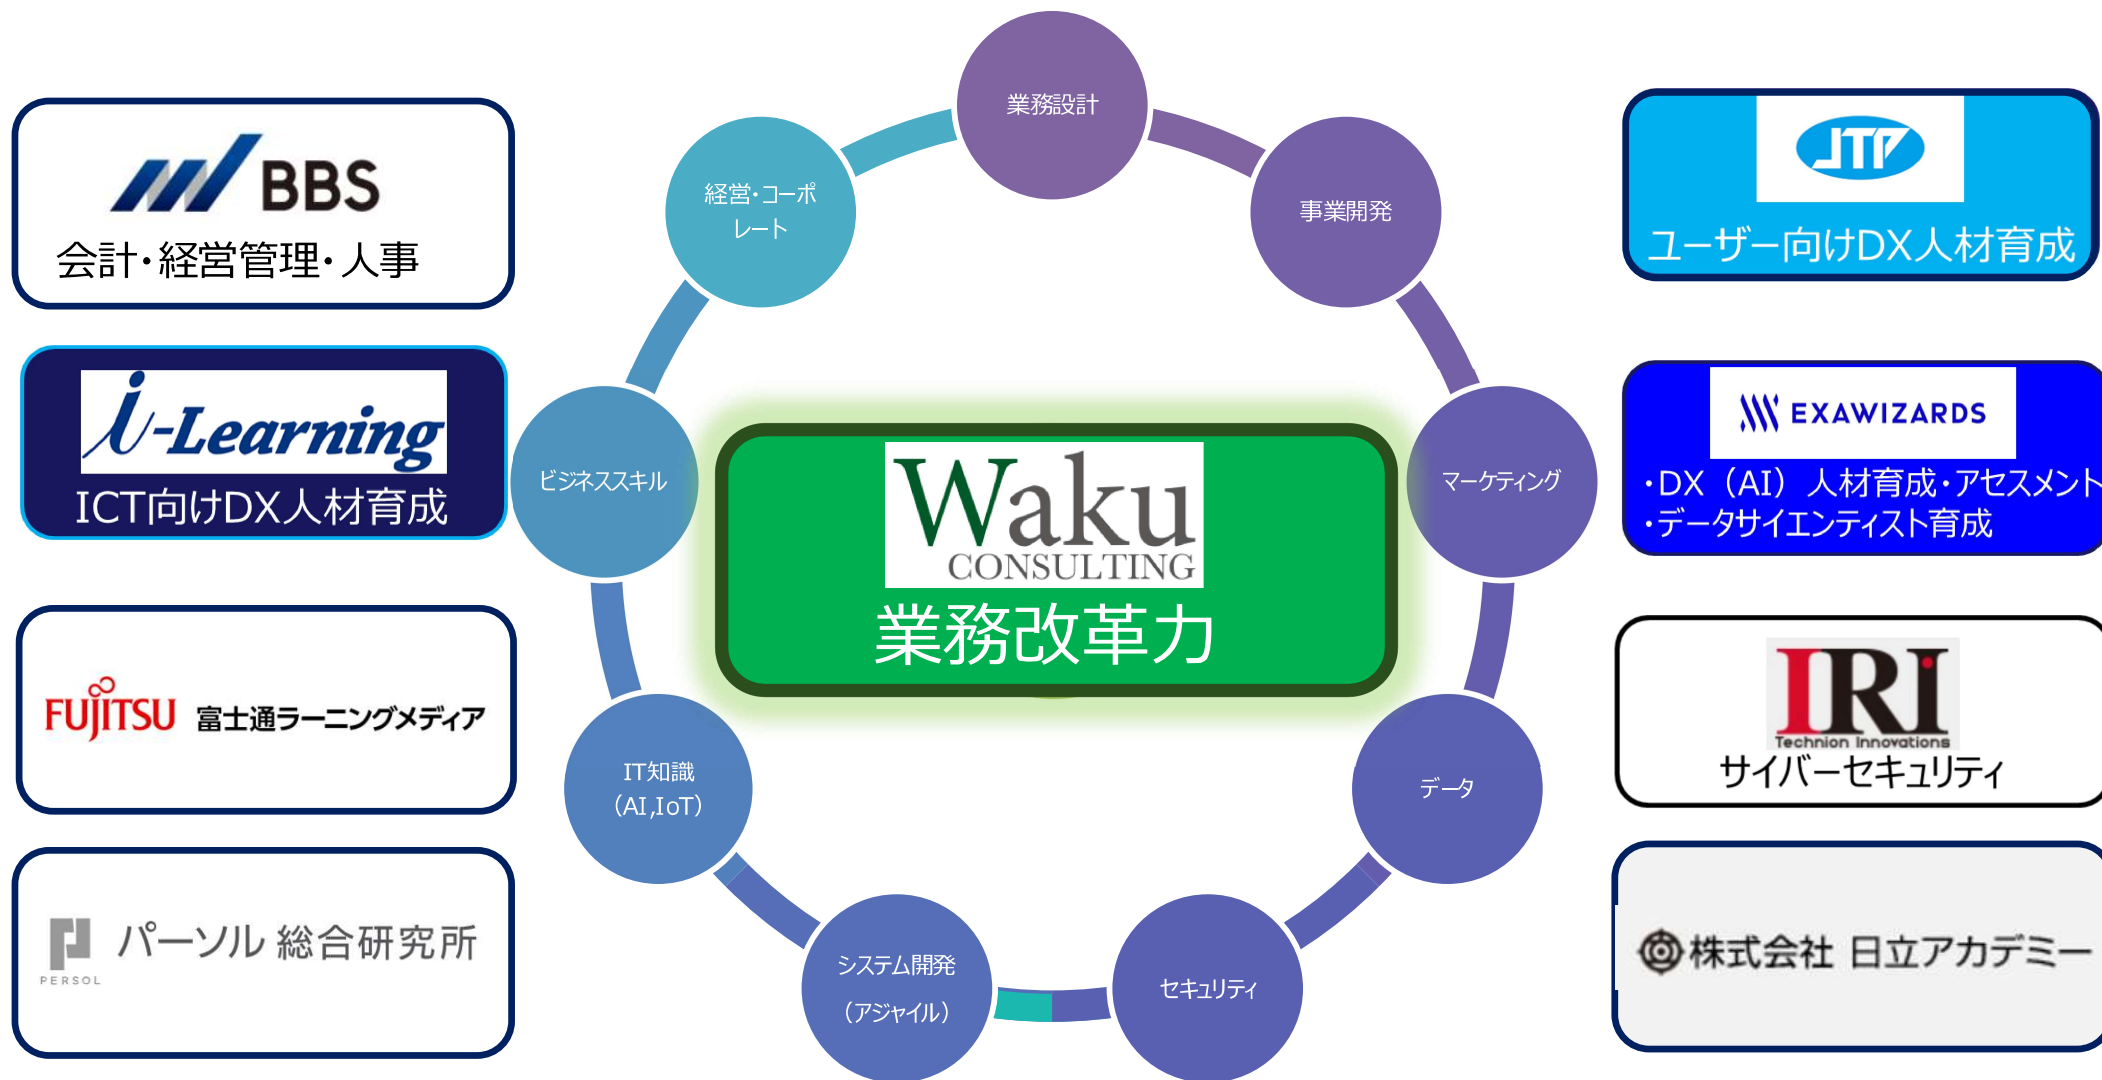 BBS
会計・経営管理・人事
i-Learning
ICT向けDX人材育成
FUJITSU 富士通ラーニングメディア
PERSOL
パーソル 総合研究所
業務設計
事業開発
マーケティング
データ
セキュリティ
システム開発
（アジャイル）
IT知識
（AI,IoT）
ビジネススキル
経営・コーポ
レート
Waku
CONSULTING
業務改革力
JTP
ユーザー向けDX人材育成
EXAWIZARDS
・DX（AI）人材育成・アセスメント
・データサイエンティスト育成
IRI
Technion Innovations
サイバーセキュリティ
株式会社 日立アカデミー